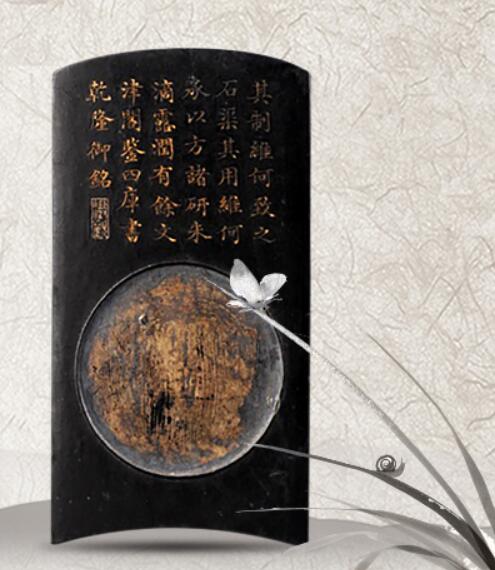 其制維何致之
石渠其用維何
承以方諸研朱
滴露潤有餘文
津閣鑒四庫書
乾隆御銘